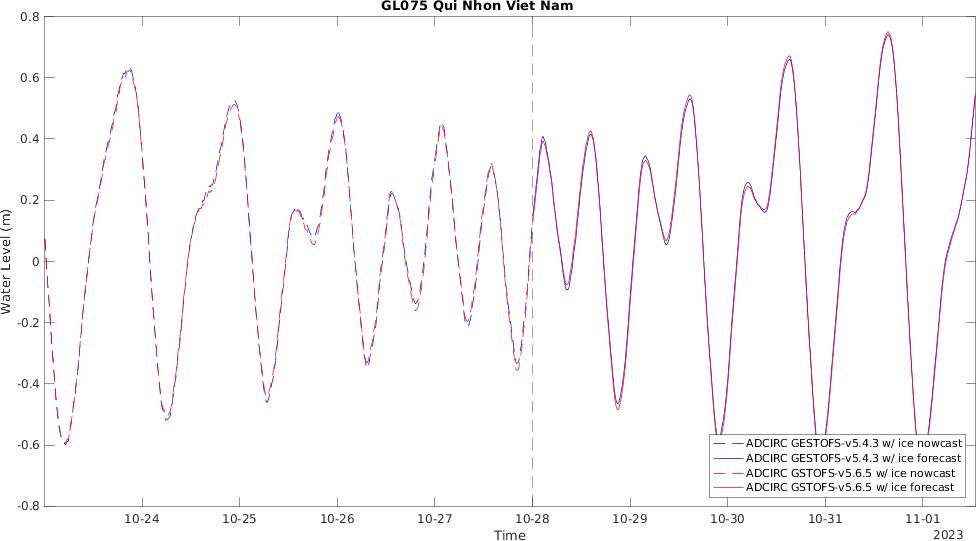 GL075 Qui Nhon Viet Nam
0.8
0.6
0.4
0.2
0
-0.2
-0.4
-0.6
-0.8
Water Level (m)
10-24
10-25
10-26
10-27
10-28
10-29
10-30
10-31
11-01
Time
2023
ADCIRC GESTOFS-v5.4.3 w/ ice nowcast
ADCIRC GESTOFS-v5.4.3 w/ ice forecast
ADCIRC GSTOFS-v5.6.5 w/ ice nowcast
ADCIRC GSTOFS-v5.6.5 w/ ice forecast